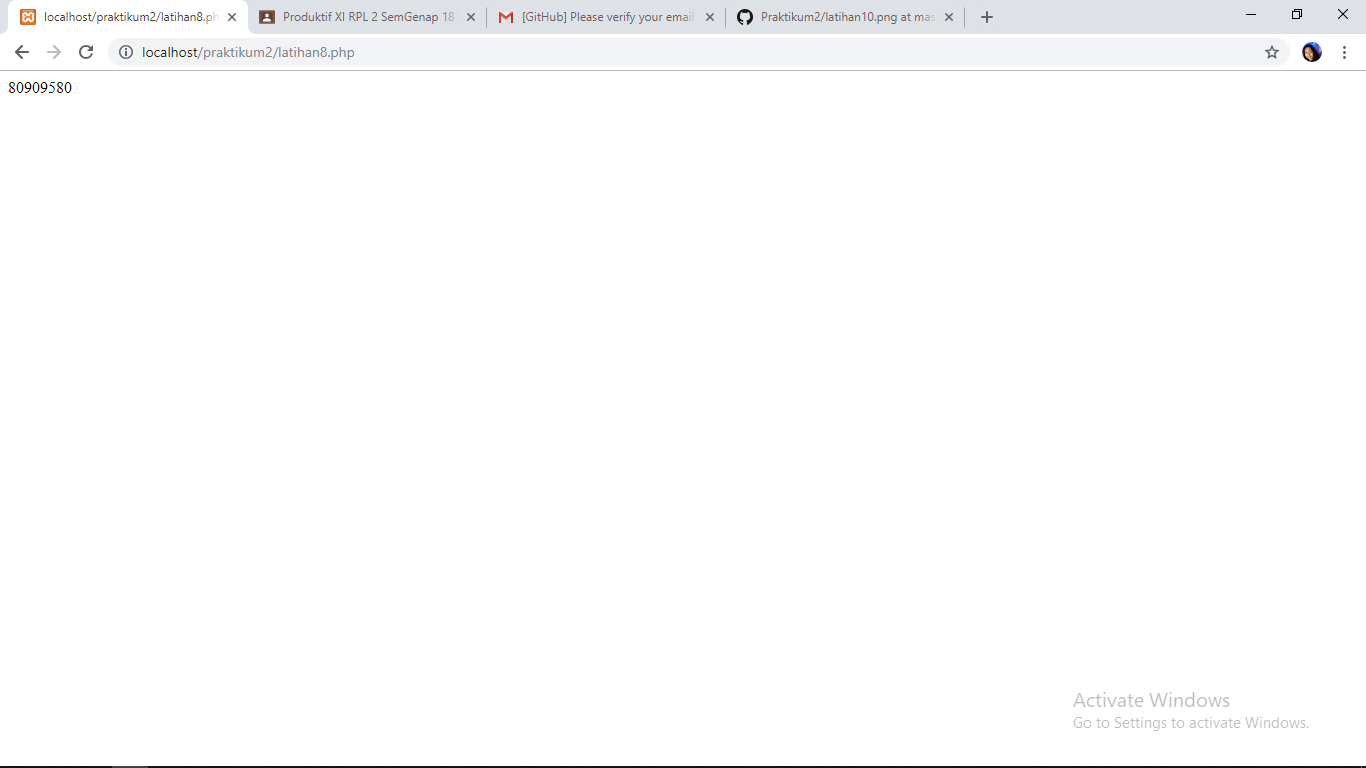 localhost/praktikum2/latihan8.ph
Produktif XI RPL 2 SemGenap 18
[GitHub] Please verify your email
Praktikum2/latihan10.png at mas
localhost/praktikum2/latihan8.php
80909580
Activate Windows
Go to Settings to activate Windows.